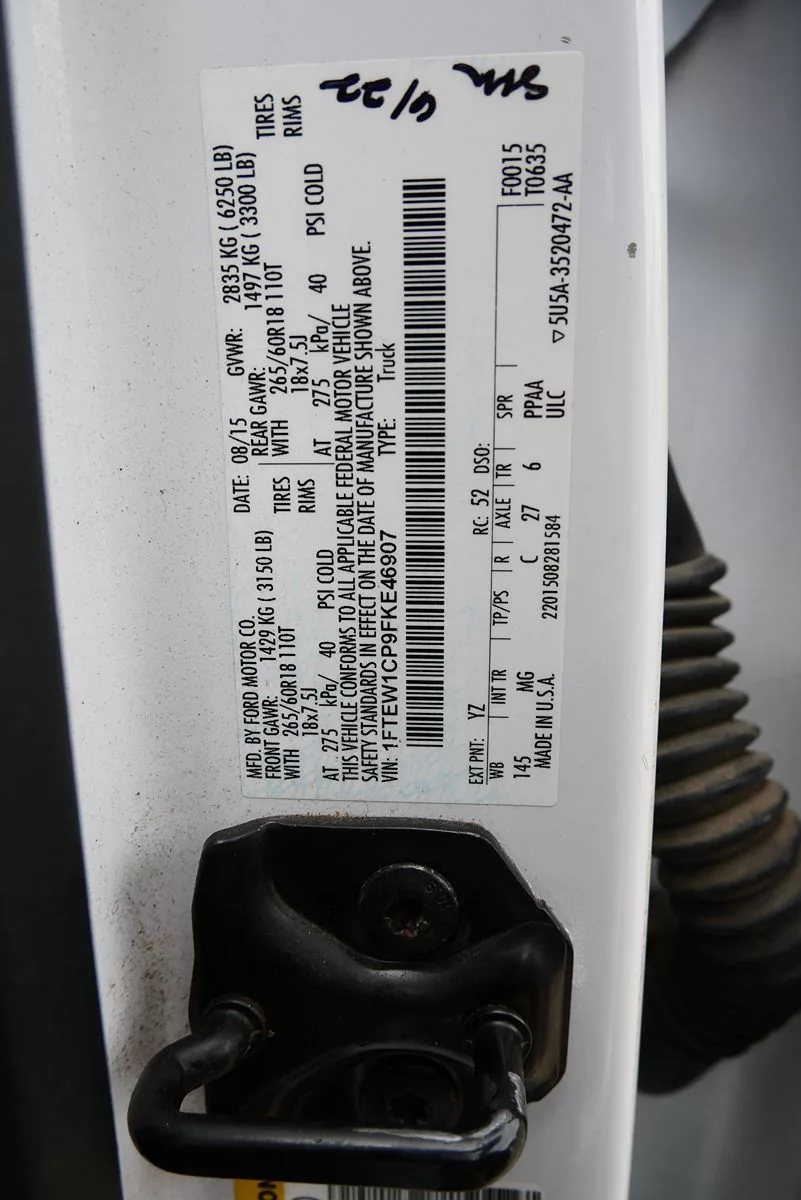 MFD. BY FORD MOTOR CO.
DATE: 08/15 GVWR: 2835 KG ( 6250 LB)
FRONT GAWR: 1429 KG ( 3150 LB)
REAR GAWR: 1497 KG ( 3300 LB)
WITH 265/60R18 110T TIRES
WITH 265/60R18 110T TIRES
18x7.5J RIMS
18x7.5J RIMS
AT 275 kPa/ 40 PSI COLD
AT 275 kPa/ 40 PSI COLD
THIS VEHICLE CONFORMS TO ALL APPLICABLE FEDERAL MOTOR VEHICLE
SAFETY STANDARDS IN EFFECT ON THE DATE OF MANUFACTURE SHOWN ABOVE.
VIN: 1FTEW1CP9FKE46907 TYPE: Truck
6/22
EXT PNT: YZ RC: 52 DSO:
WB INT TR TP/PS R AXLE TR SPR F0015
145 MG C 27 6 PPAA T0635
MADE IN U.S.A. 2201508281584 ULC
▽5U5A-3520472-AA